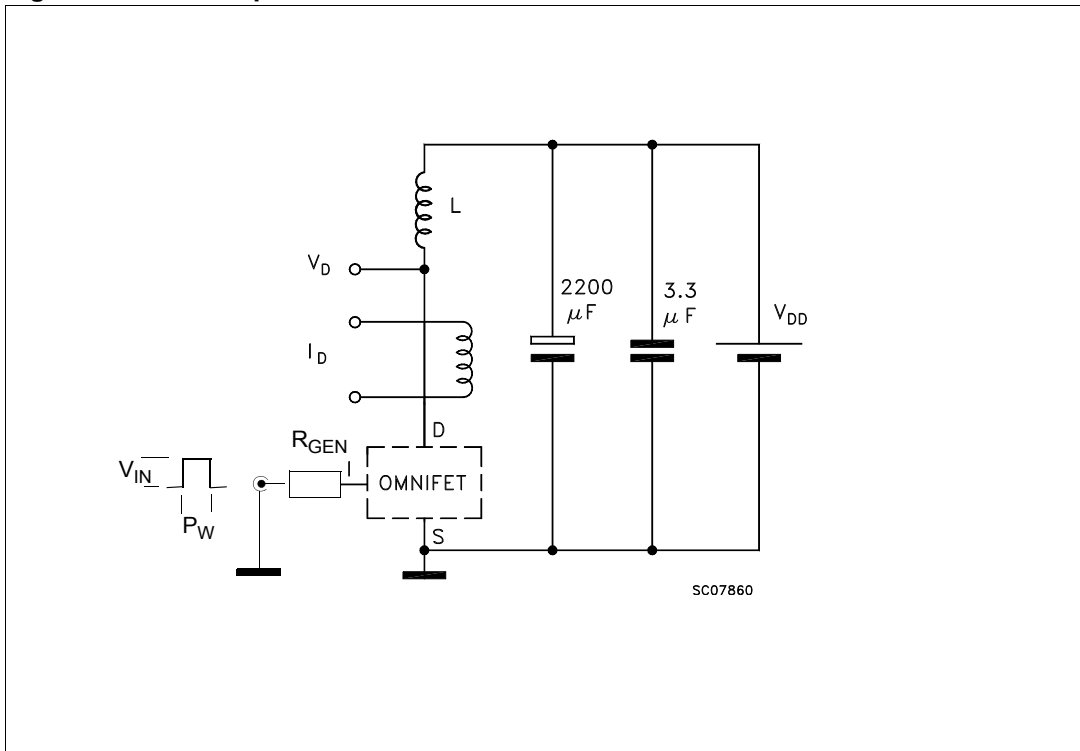 L
V_D
2200
μF
3.3
μF
V_DD
I_D
D
R_GEN
I
V_IN
OMNIFET
P_W
S
SC07860